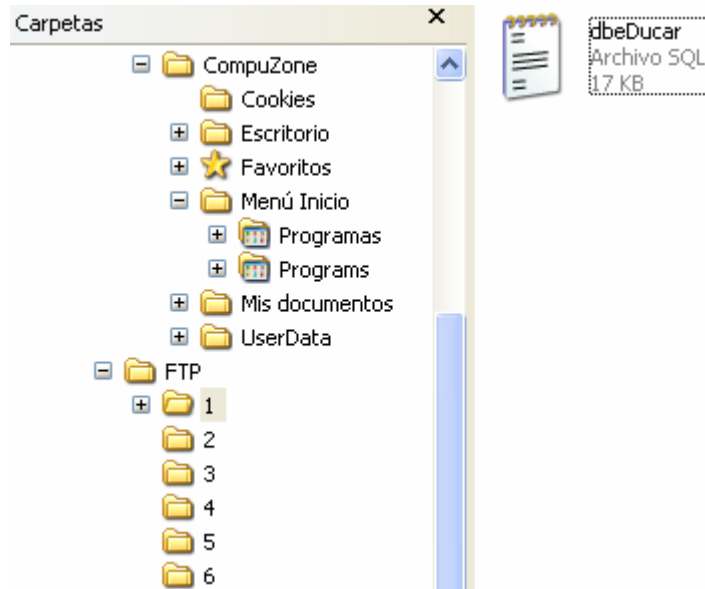 Carpetas
CompuZone
Cookies
Escritorio
Favoritos
Menú Inicio
Programas
Programs
Mis documentos
UserData
FTP
1
2
3
4
5
6
dbeDucar
Archivo SQL
17 KB